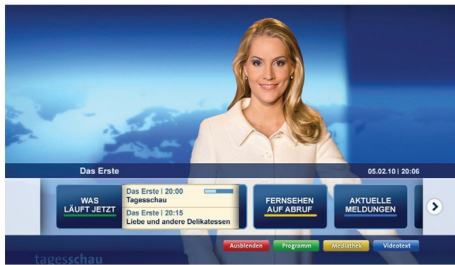 Das Erste
05.02.10 | 20:06
WAS
LÄUFT JETZT
Das Erste | 20:00
Tagesschau
Das Erste | 20:15
Liebe und andere Delikatessen
FERNSEHEN
AUF ABRUF
AKTUELLE
MELDUNGEN
Ausblenden
Programm
Mediathek
Videotext
tagesschau